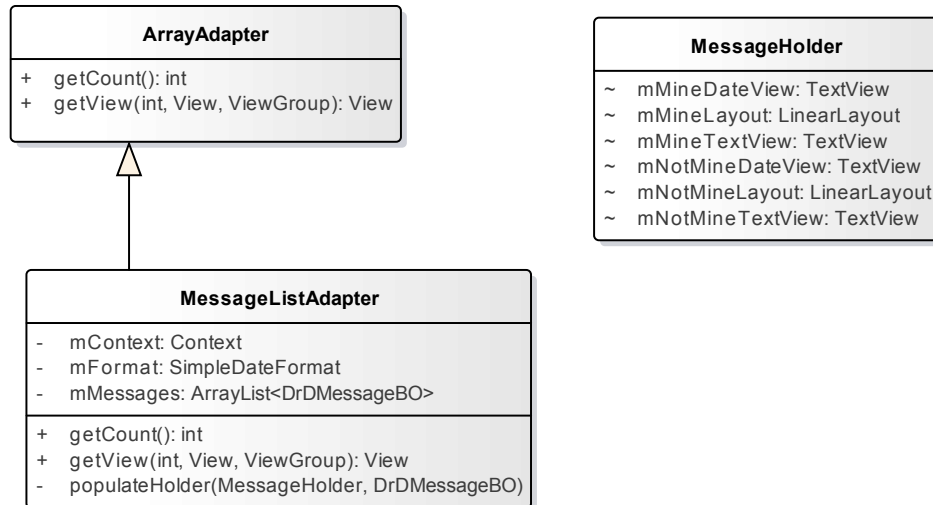 ArrayAdapter
+ getCount(): int
+ getView(int, View, ViewGroup): View
MessageHolder
~ mMineDateView: TextView
~ mMineLayout: LinearLayout
~ mMineTextView: TextView
~ mNotMineDateView: TextView
~ mNotMineLayout: LinearLayout
~ mNotMineTextView: TextView
MessageListAdapter
- mContext: Context
- mFormat: SimpleDateFormat
- mMessages: ArrayList<DrDMessageBO>
+ getCount(): int
+ getView(int, View, ViewGroup): View
- populateHolder(MessageHolder, DrDMessageBO)